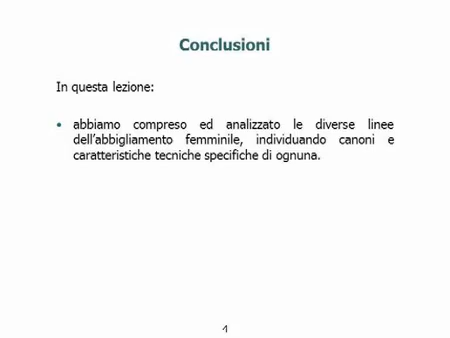 Conclusioni
In questa lezione:
• abbiamo compreso ed analizzato le diverse linee
dell'abbigliamento femminile, individuando canoni e
caratteristiche tecniche specifiche di ognuna.